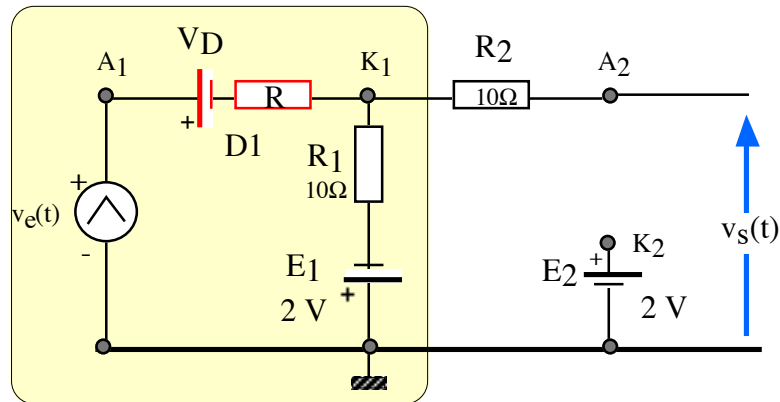 VD
R2
A1
K1
A2
R
10Ω
+
D1
R1
10Ω
+
ve(t)
-
vs(t)
K2
E1
+
E2
+
2 V
2 V